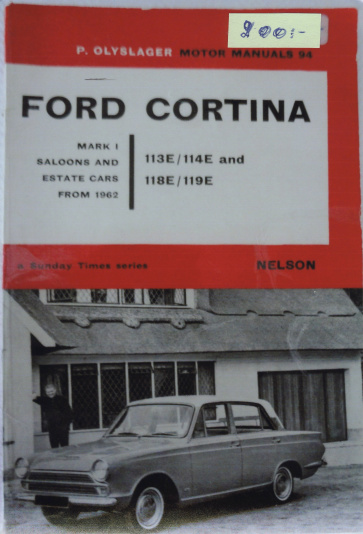 200:-
P. OLYSLAGER MOTOR MANUALS 94
FORD CORTINA
MARK I
SALOONS AND
ESTATE CARS
FROM 1962
113E/114E and
118E/119E
a Sunday Times series
NELSON